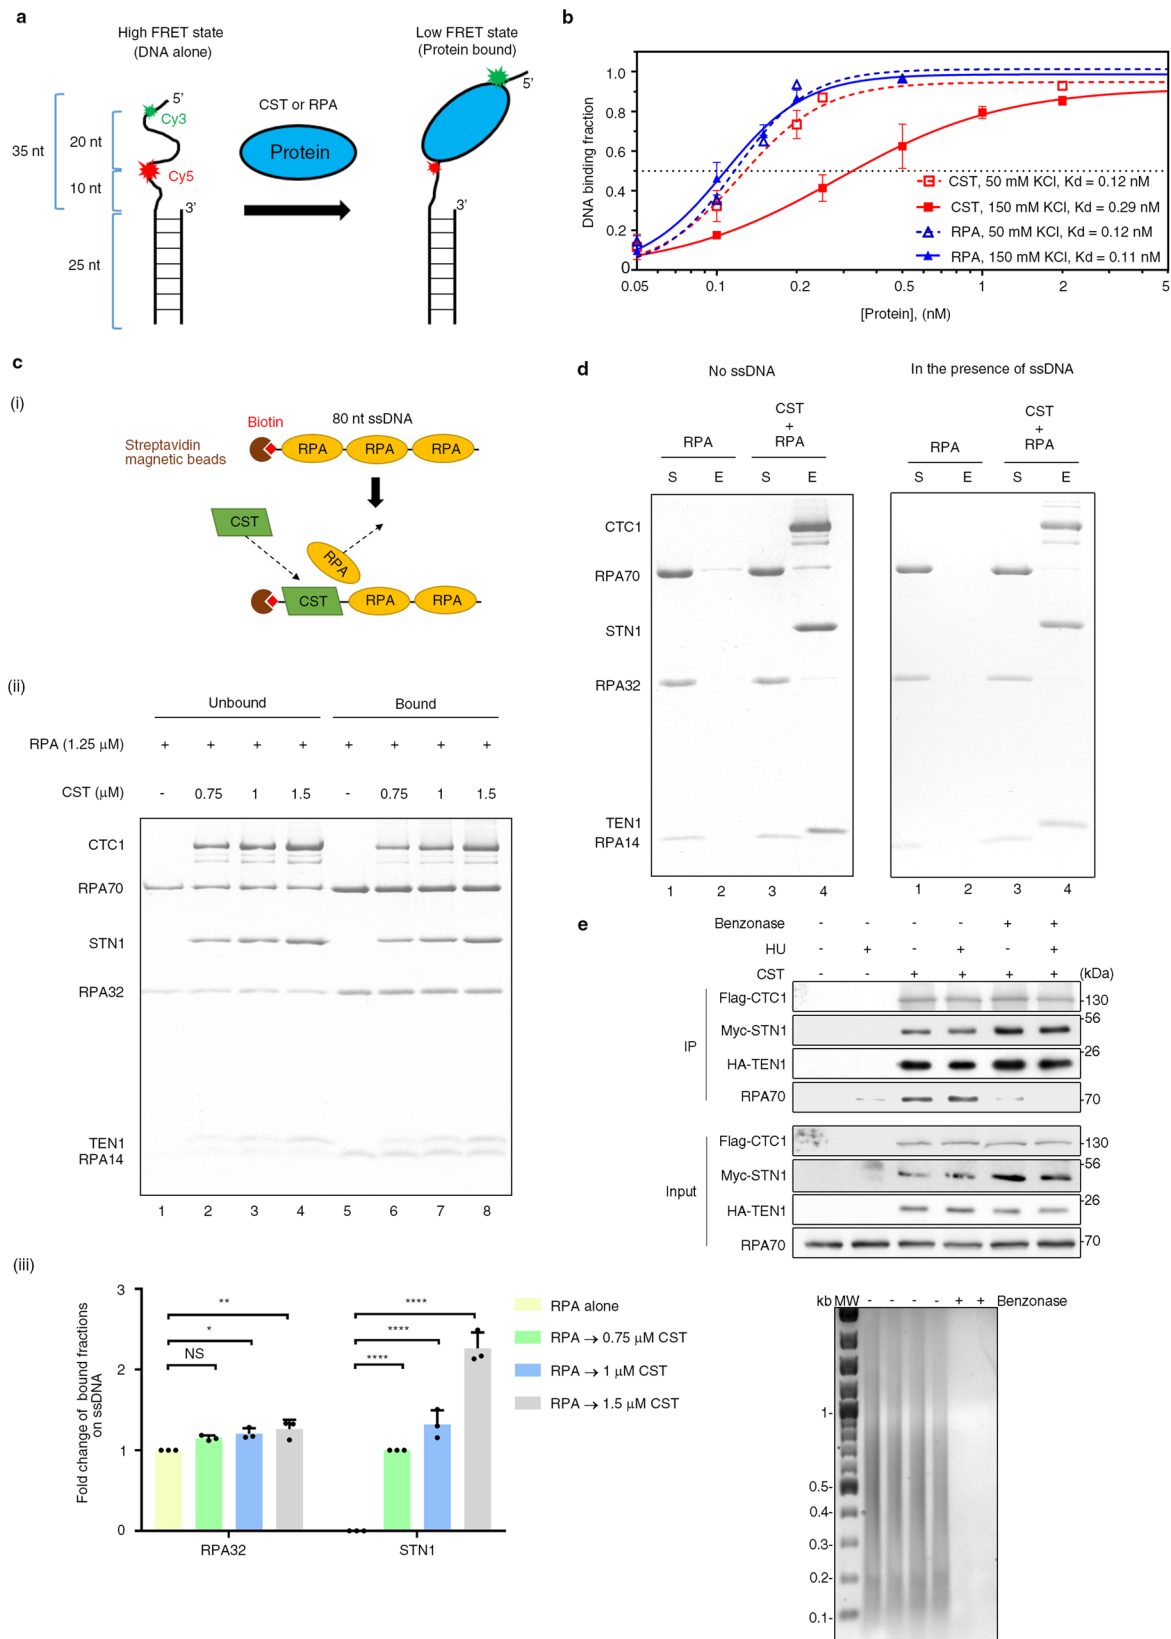 a
High FRET state
(DNA alone)
Low FRET state
(Protein bound)
5'
Cy3
35 nt
20 nt
Cy5
10 nt
3'
25 nt
CST or RPA
Protein
5'
3'
b
DNA binding fraction
1.0
0.8
0.6
0.4
0.2
0
0.05
0.1
0.2
0.5
1
2
5
[Protein], (nM)
CST, 50 mM KCl, Kd = 0.12 nM
CST, 150 mM KCl, Kd = 0.29 nM
RPA, 50 mM KCl, Kd = 0.12 nM
RPA, 150 mM KCl, Kd = 0.11 nM
c
(i)
Biotin
80 nt ssDNA
Streptavidin
magnetic beads
RPA RPA RPA
CST
RPA
CST RPA RPA
(ii)
Unbound Bound
RPA (1.25 µM) + + + + + + + +
CST (µM) - 0.75 1 1.5 - 0.75 1 1.5
CTC1
RPA70
STN1
RPA32
TEN1
RPA14
1 2 3 4 5 6 7 8
(iii)
Fold change of bound fractions
on ssDNA
3
2
1
0
**
*
NS
****
****
****
RPA32 STN1
RPA alone
RPA → 0.75 µM CST
RPA → 1 µM CST
RPA → 1.5 µM CST
d
No ssDNA
In the presence of ssDNA
RPA
CST
+
RPA
S E S E
RPA
CST
+
RPA
S E S E
CTC1
RPA70
STN1
RPA32
TEN1
RPA14
1 2 3 4
1 2 3 4
e
Benzonase - - - - + +
HU - + - + - +
CST - - + + + + (kDa)
IP
Flag-CTC1 -130
Myc-STN1 -56
HA-TEN1 -26
RPA70 -70
Input
Flag-CTC1 -130
Myc-STN1 -56
HA-TEN1 -26
RPA70 -70
kb MW - - - - + + Benzonase
1-
0.5-
0.4-
0.3-
0.2-
0.1-